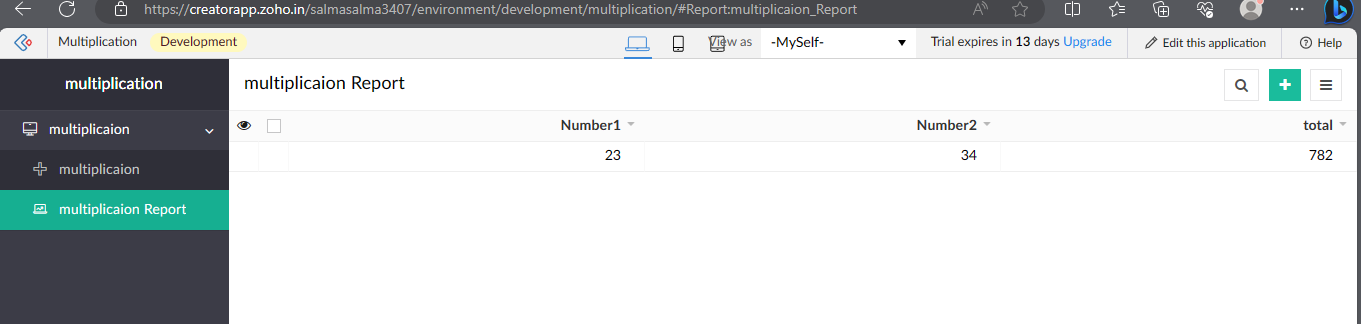 https://creatorapp.zoho.in/salmasalma3407/environment/development/multiplication/#Report:multiplicaion_Report
Multiplication Development View as -MySelf- Trial expires in 13 days Upgrade Edit this application Help
multiplication
multiplicaion Report
multiplicaion
Number1 Number2 total
multiplicaion
23 34 782
multiplicaion Report